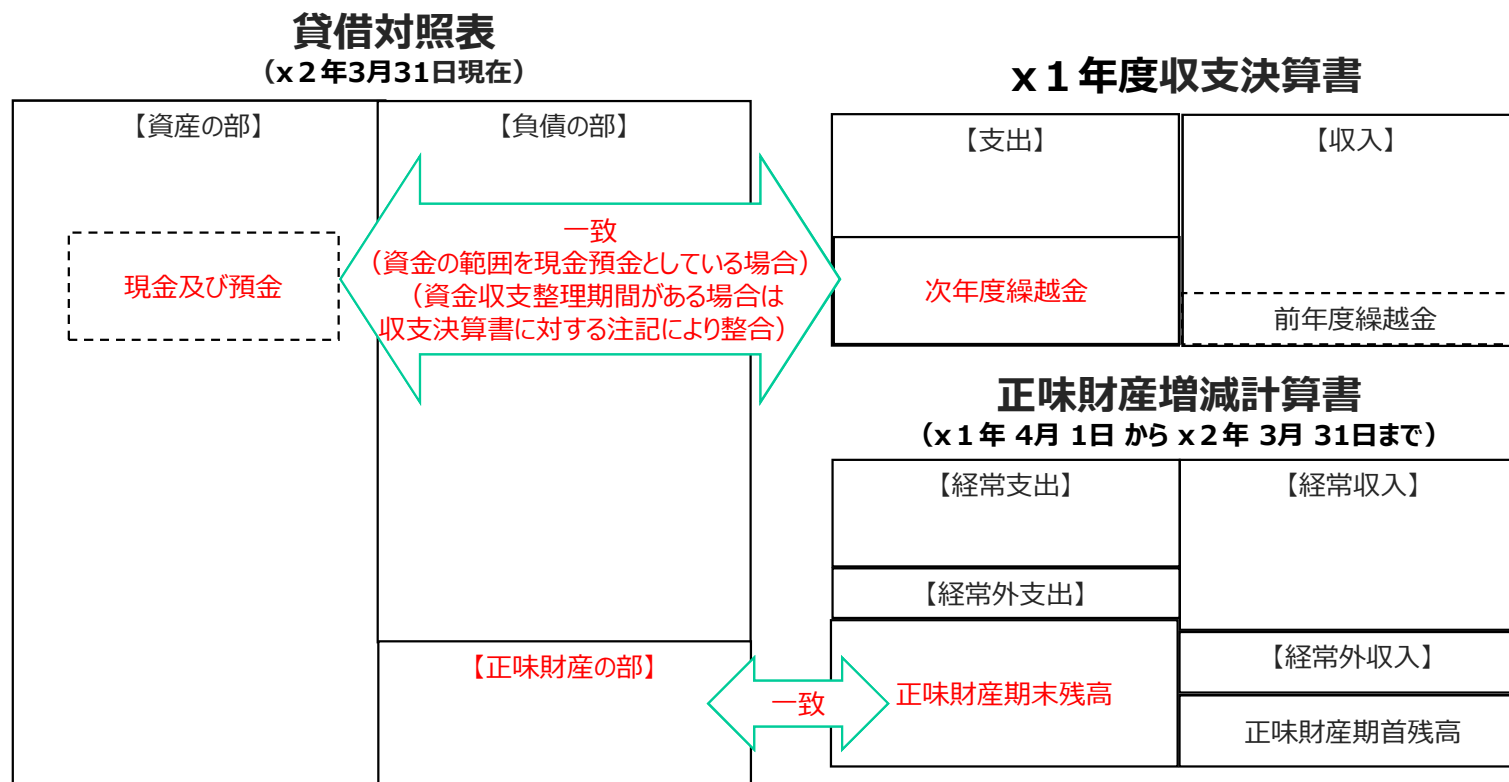 貸借対照表
（x２年3月31日現在）
【資産の部】
【負債の部】
現金及び預金
一致
（資金の範囲を現金預金としている場合）
（資金収支整理期間がある場合は
収支決算書に対する注記により整合）
【正味財産の部】
一致
x１年度収支決算書
【支出】
【収入】
次年度繰越金
前年度繰越金
正味財産増減計算書
（x１年 4月 1日 から x２年 3月 31日まで）
【経常支出】
【経常収入】
【経常外支出】
【経常外収入】
正味財産期末残高
正味財産期首残高